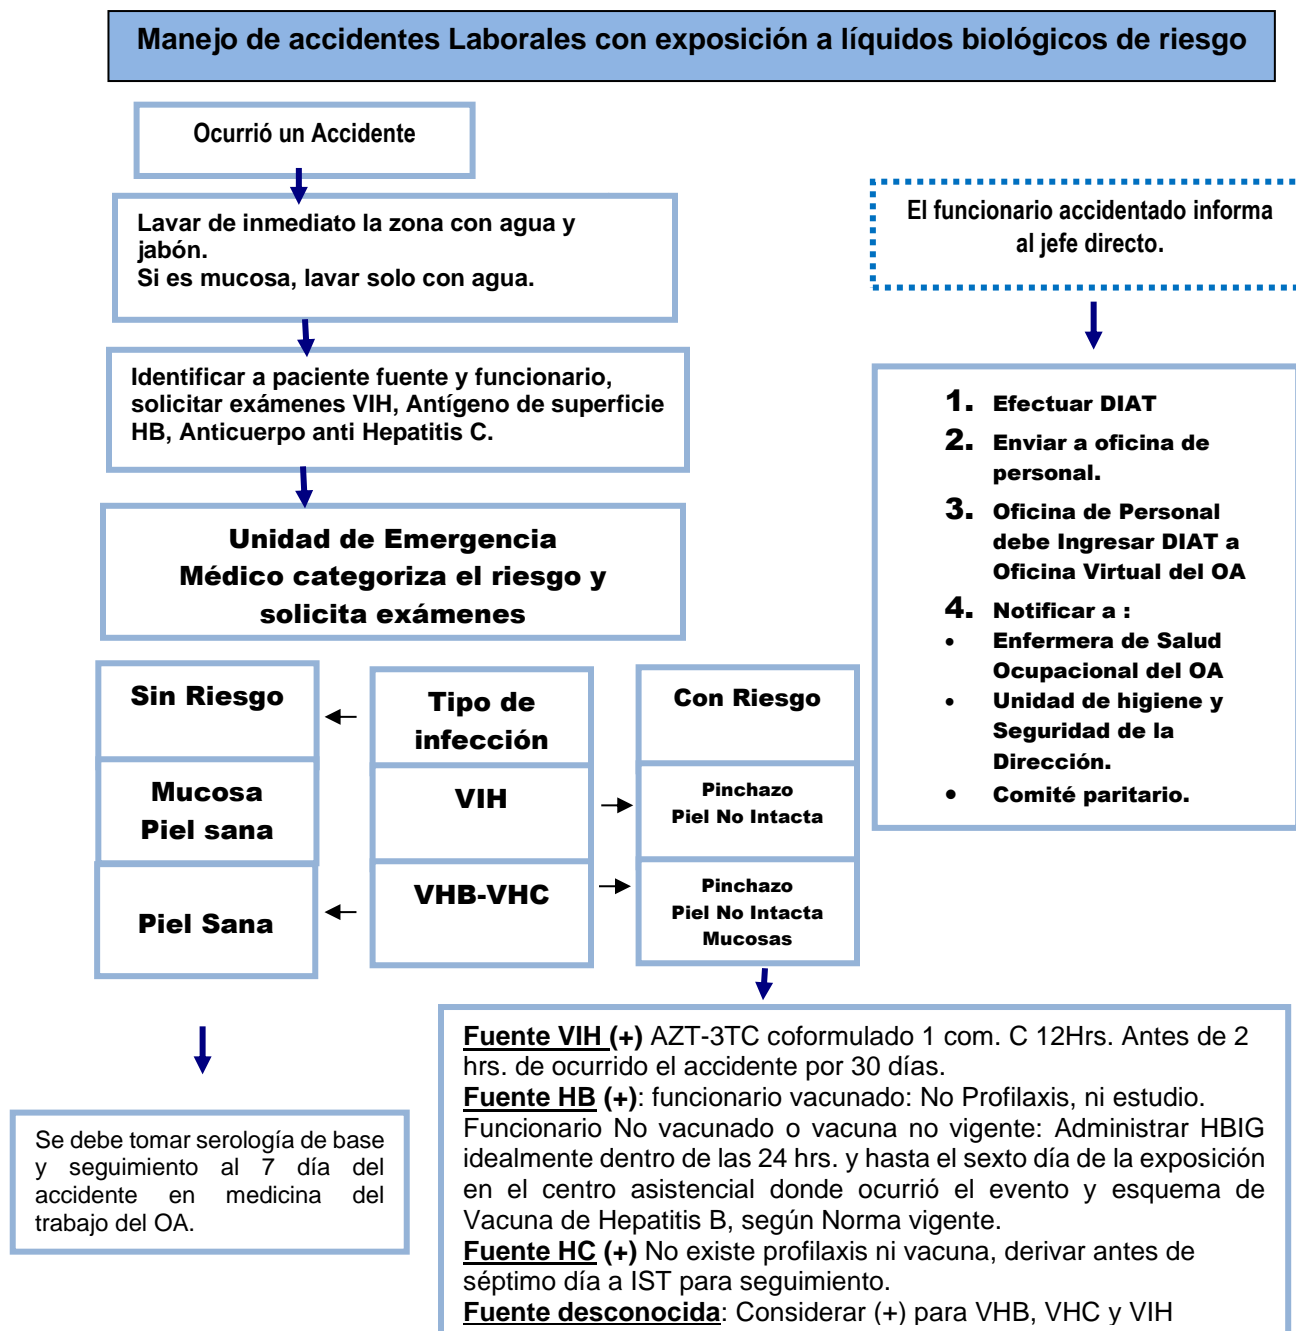 Manejo de accidentes Laborales con exposición a líquidos biológicos de riesgo
Ocurrió un Accidente
Lavar de inmediato la zona con agua y
jabón.
Si es mucosa, lavar solo con agua.
Identificar a paciente fuente y funcionario,
solicitar exámenes VIH, Antígeno de superficie
HB, Anticuerpo anti Hepatitis C.
Unidad de Emergencia
Médico categoriza el riesgo y
solicita exámenes
El funcionario accidentado informa
al jefe directo.
1. Efectuar DIAT
2. Enviar a oficina de
personal.
3. Oficina de Personal
debe Ingresar DIAT a
Oficina Virtual del OA
4. Notificar a :
• Enfermera de Salud
Ocupacional del OA
• Unidad de higiene y
Seguridad de la
Dirección.
• Comité paritario.
Sin Riesgo
Tipo de
infección
Con Riesgo
Mucosa
Piel sana
VIH
Pinchazo
Piel No Intacta
Piel Sana
VHB-VHC
Pinchazo
Piel No Intacta
Mucosas
Se debe tomar serología de base
y seguimiento al 7 día del
accidente en medicina del
trabajo del OA.
Fuente VIH (+) AZT-3TC coformulado 1 com. C 12Hrs. Antes de 2
hrs. de ocurrido el accidente por 30 días.
Fuente HB (+): funcionario vacunado: No Profilaxis, ni estudio.
Funcionario No vacunado o vacuna no vigente: Administrar HBIG
idealmente dentro de las 24 hrs. y hasta el sexto día de la exposición
en el centro asistencial donde ocurrió el evento y esquema de
Vacuna de Hepatitis B, según Norma vigente.
Fuente HC (+) No existe profilaxis ni vacuna, derivar antes de
séptimo día a IST para seguimiento.
Fuente desconocida: Considerar (+) para VHB, VHC y VIH